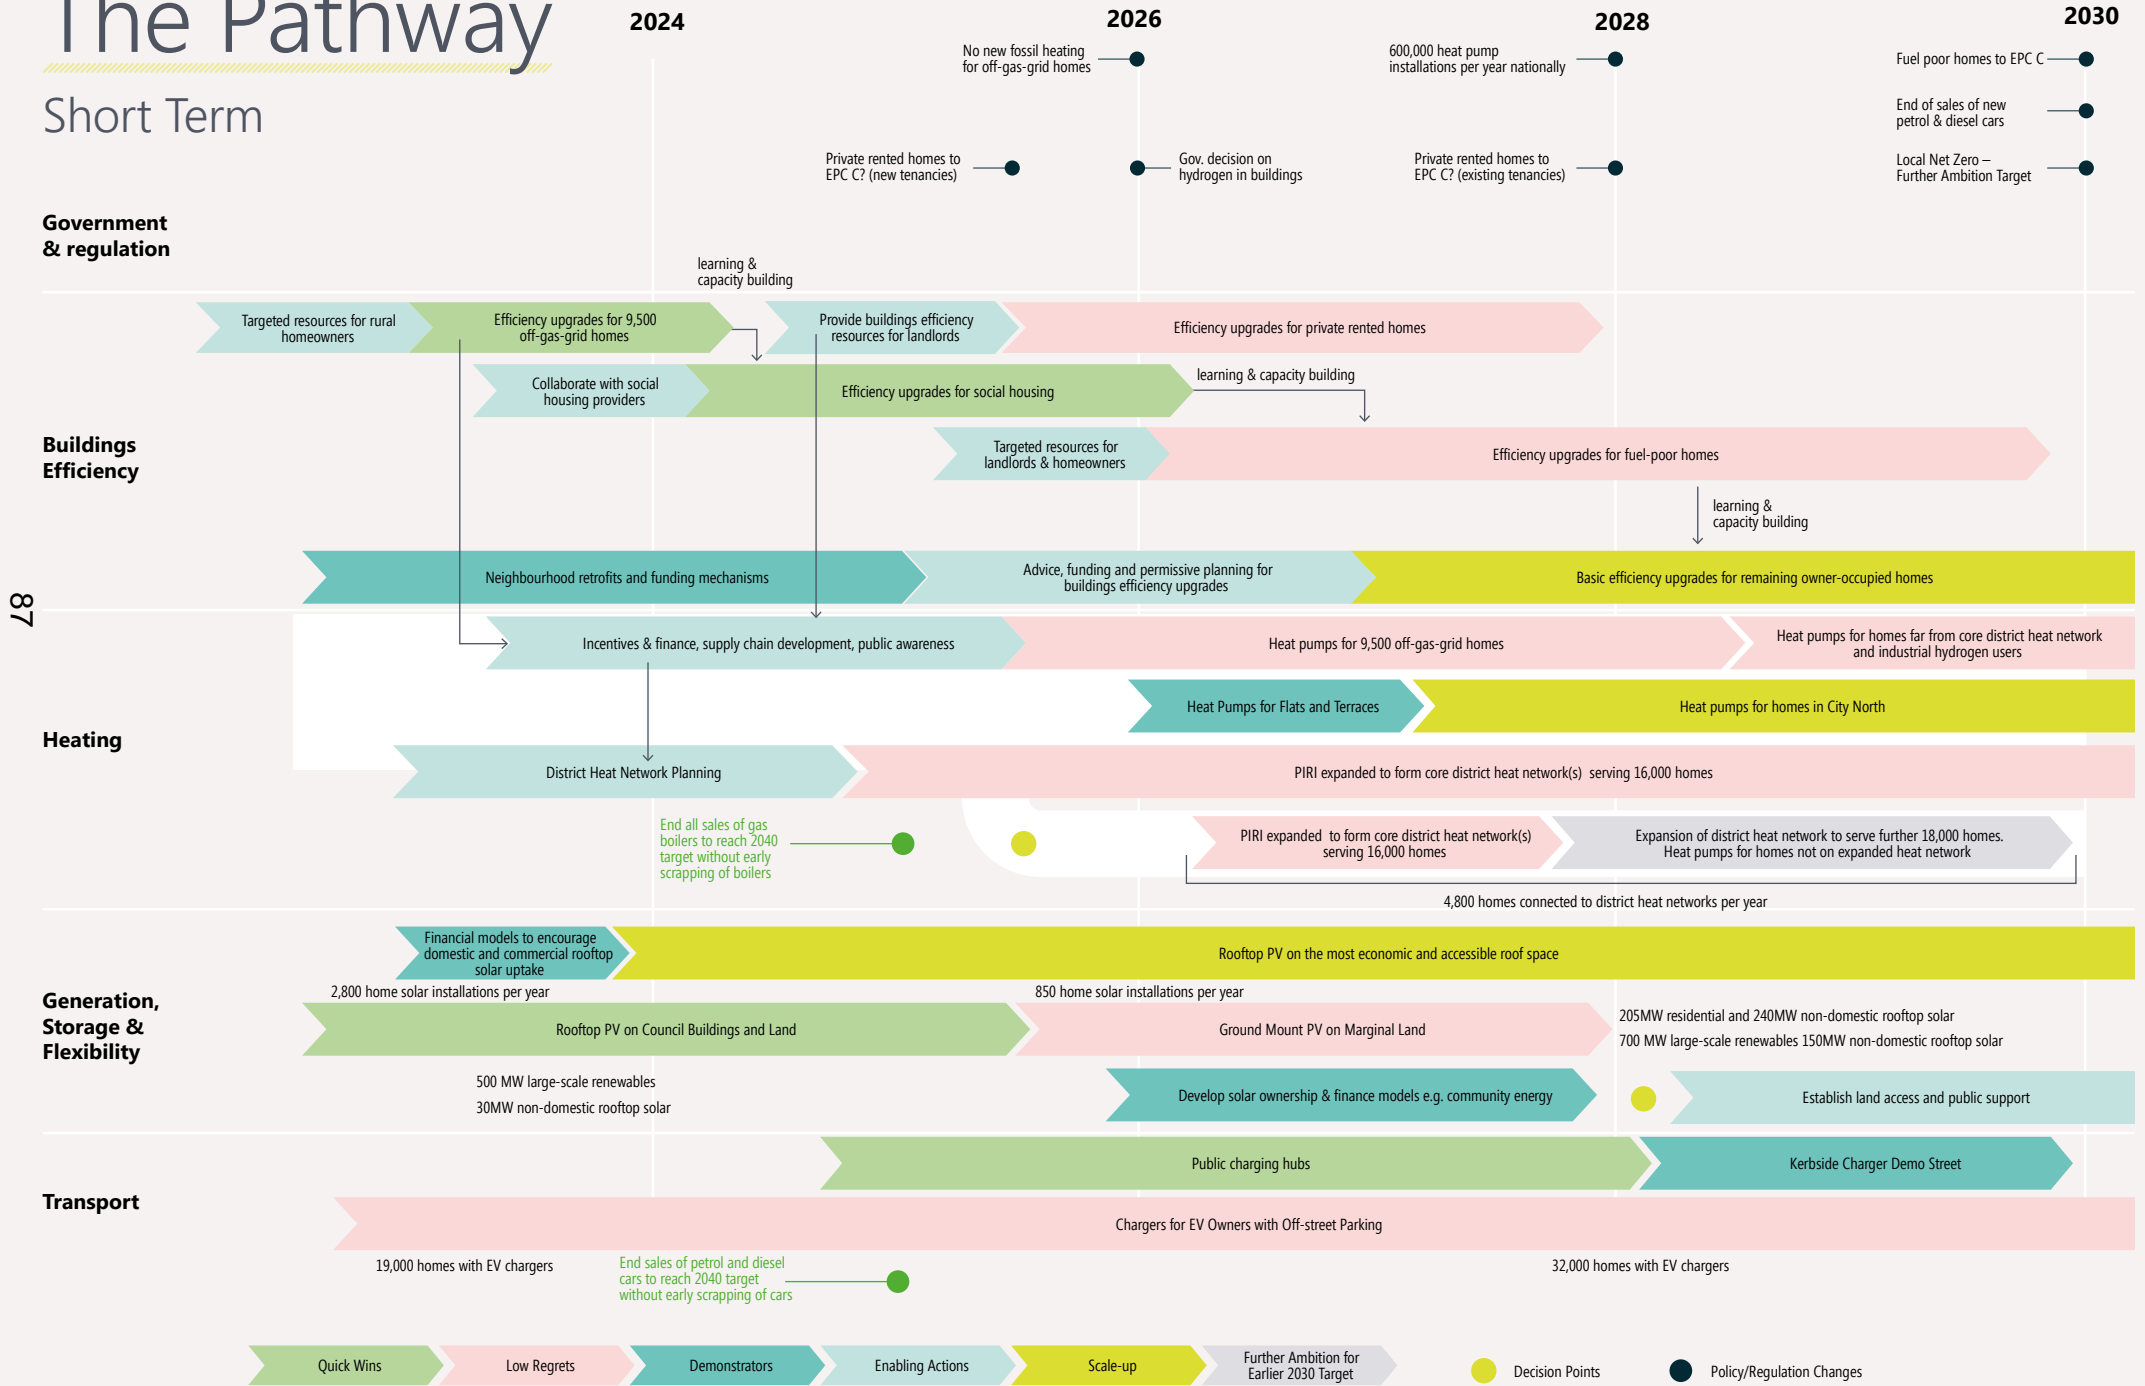 The Pathway
Short Term
2024
2026
2028
2030
No new fossil heating
for off-gas-grid homes
600,000 heat pump
installations per year nationally
Fuel poor homes to EPC C
End of sales of new
petrol & diesel cars
Private rented homes to
EPC C? (new tenancies)
Gov. decision on
hydrogen in buildings
Private rented homes to
EPC C? (existing tenancies)
Local Net Zero –
Further Ambition Target
Government
& regulation
learning &
capacity building
Targeted resources for rural
homeowners
Efficiency upgrades for 9,500
off-gas-grid homes
Provide buildings efficiency
resources for landlords
Efficiency upgrades for private rented homes
Collaborate with social
housing providers
Efficiency upgrades for social housing
learning & capacity building
Buildings
Efficiency
Targeted resources for
landlords & homeowners
Efficiency upgrades for fuel-poor homes
learning &
capacity building
Neighbourhood retrofits and funding mechanisms
Advice, funding and permissive planning for
buildings efficiency upgrades
Basic efficiency upgrades for remaining owner-occupied homes
87
Incentives & finance, supply chain development, public awareness
Heat pumps for 9,500 off-gas-grid homes
Heat pumps for homes far from core district heat network
and industrial hydrogen users
Heat Pumps for Flats and Terraces
Heat pumps for homes in City North
Heating
District Heat Network Planning
PIRI expanded to form core district heat network(s) serving 16,000 homes
End all sales of gas
boilers to reach 2040
target without early
scrapping of boilers
PIRI expanded to form core district heat network(s)
serving 16,000 homes
Expansion of district heat network to serve further 18,000 homes.
Heat pumps for homes not on expanded heat network
4,800 homes connected to district heat networks per year
Financial models to encourage
domestic and commercial rooftop
solar uptake
Rooftop PV on the most economic and accessible roof space
2,800 home solar installations per year
850 home solar installations per year
Generation,
Storage &
Flexibility
Rooftop PV on Council Buildings and Land
Ground Mount PV on Marginal Land
205MW residential and 240MW non-domestic rooftop solar
700 MW large-scale renewables 150MW non-domestic rooftop solar
500 MW large-scale renewables
30MW non-domestic rooftop solar
Develop solar ownership & finance models e.g. community energy
Establish land access and public support
Public charging hubs
Kerbside Charger Demo Street
Transport
Chargers for EV Owners with Off-street Parking
19,000 homes with EV chargers
End sales of petrol and diesel
cars to reach 2040 target
without early scrapping of cars
32,000 homes with EV chargers
Quick Wins
Low Regrets
Demonstrators
Enabling Actions
Scale-up
Further Ambition for
Earlier 2030 Target
Decision Points
Policy/Regulation Changes